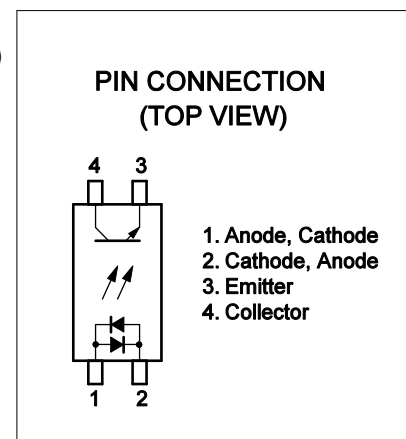 PIN CONNECTION
(TOP VIEW)
4 3
1. Anode, Cathode
2. Cathode, Anode
3. Emitter
4. Collector
1 2